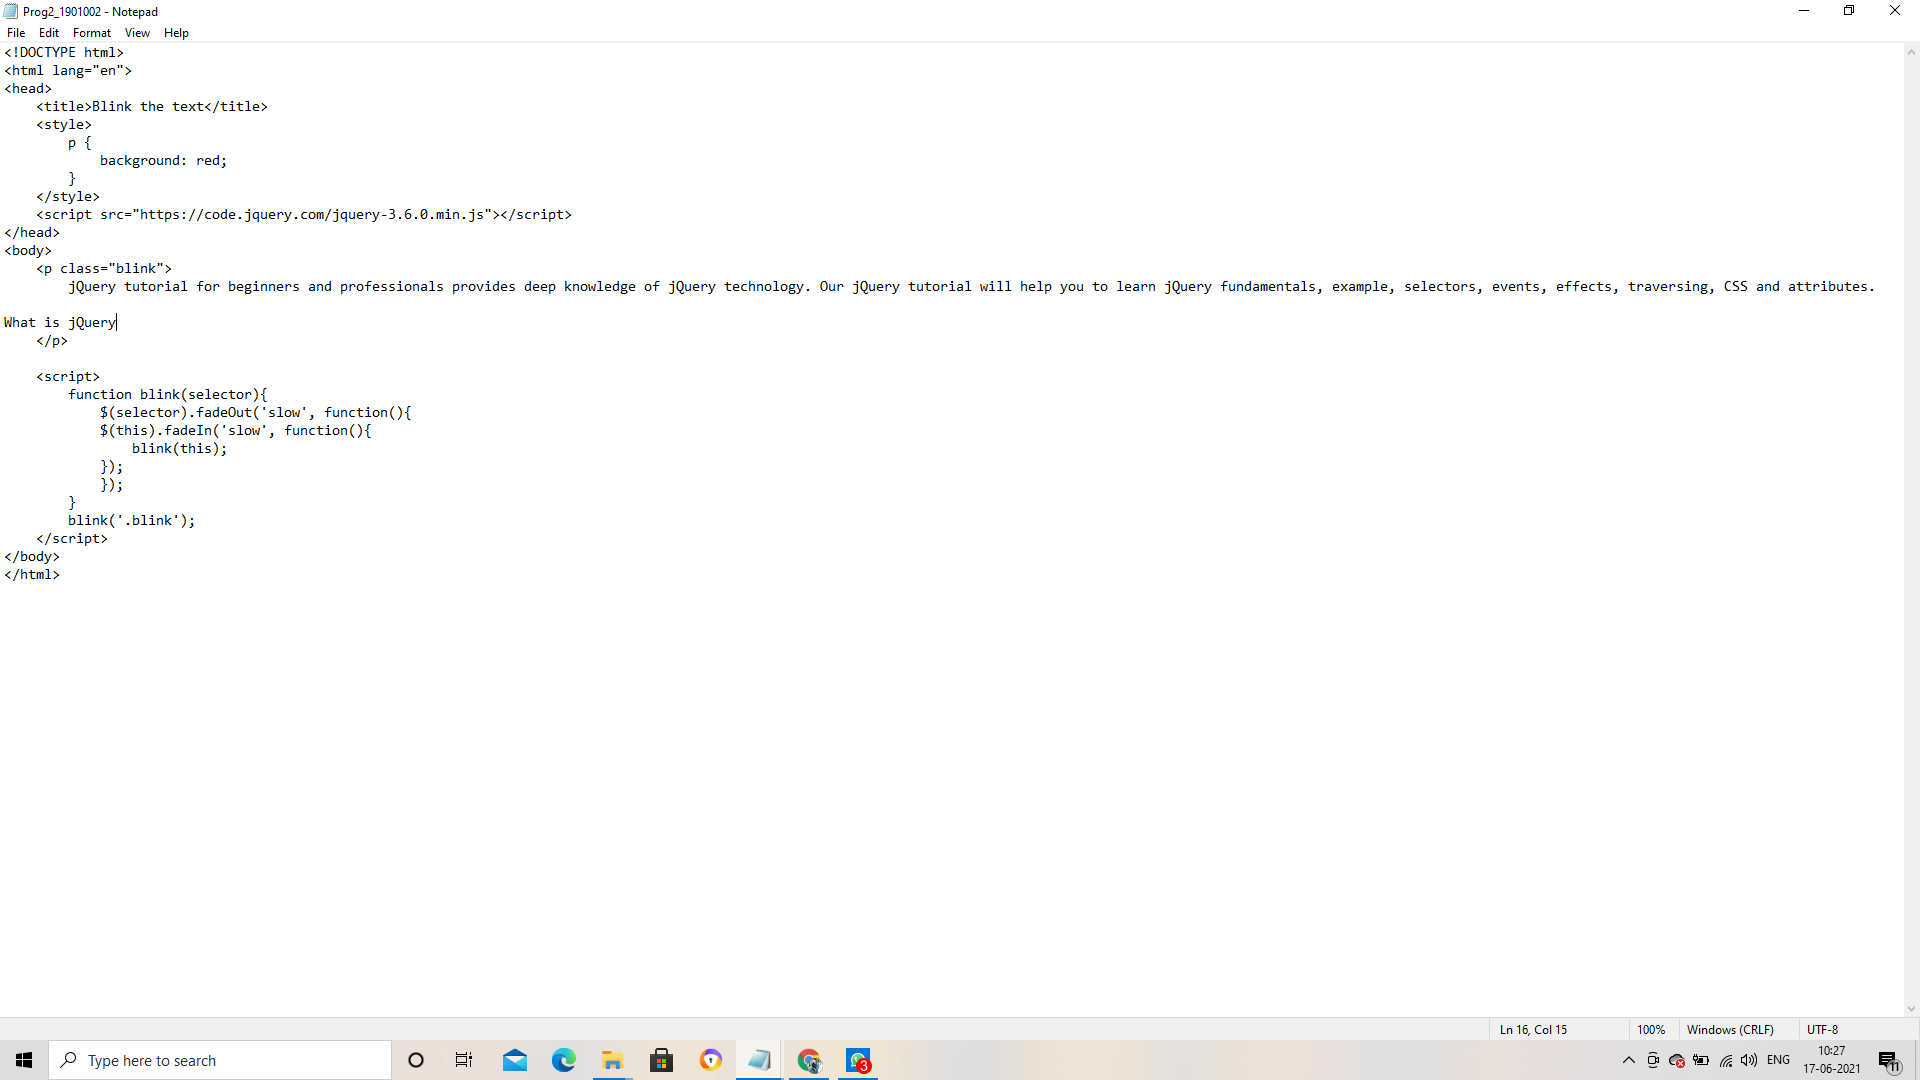 Prog2_1901002 - Notepad
File Edit Format View Help
<!DOCTYPE html>
<html lang="en">
<head>
    <title>Blink the text</title>
    <style>
        p {
            background: red;
        }
    </style>
    <script src="https://code.jquery.com/jquery-3.6.0.min.js"></script>
</head>
<body>
    <p class="blink">
        jQuery tutorial for beginners and professionals provides deep knowledge of jQuery technology. Our jQuery tutorial will help you to learn jQuery fundamentals, example, selectors, events, effects, traversing, CSS and attributes.

What is jQuery
    </p>

    <script>
        function blink(selector){
            $(selector).fadeOut('slow', function(){
            $(this).fadeIn('slow', function(){
                blink(this);
            });
            });
        }
        blink('.blink');
    </script>
</body>
</html>
Ln 16, Col 15 100% Windows (CRLF) UTF-8
Type here to search 3 ENG 10:27 11
17-06-2021